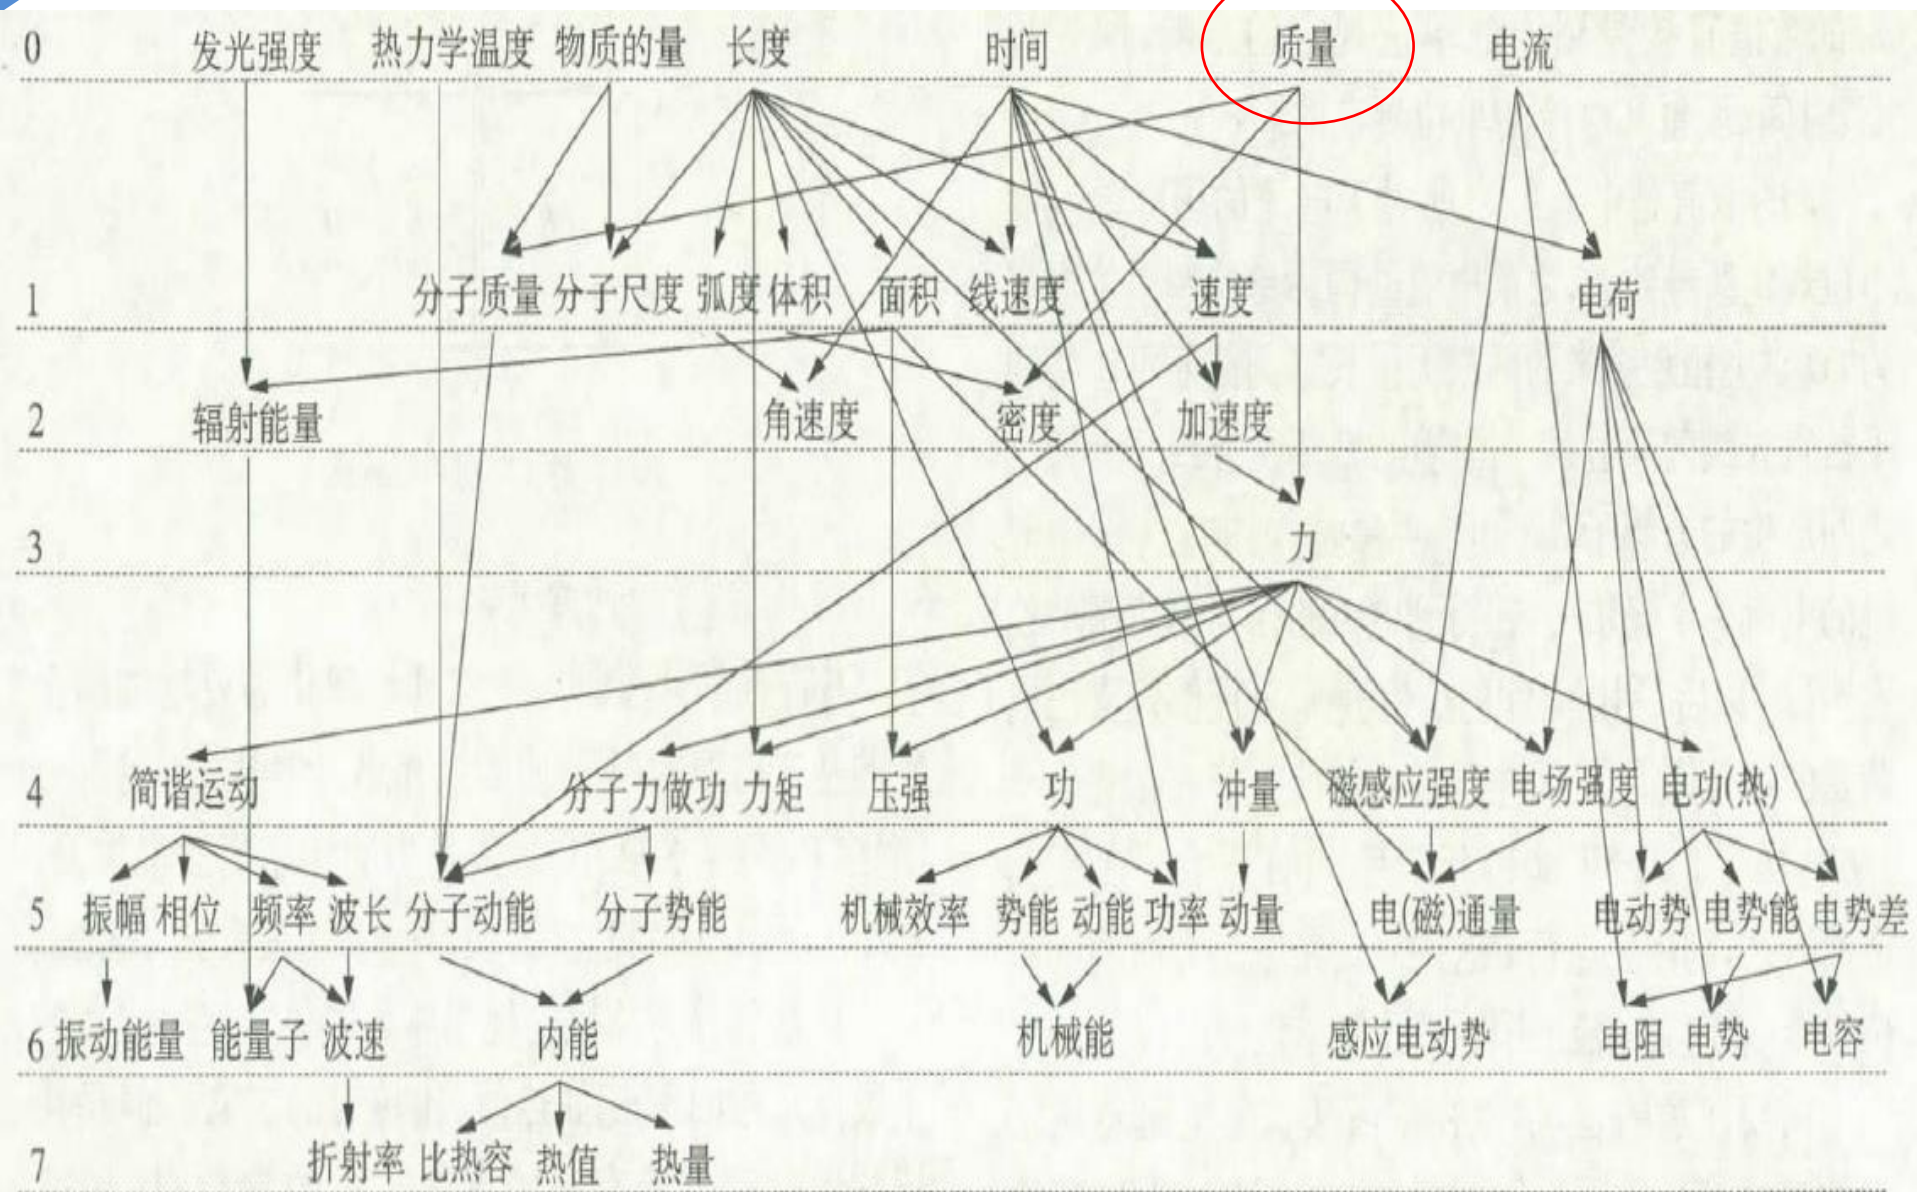 0 发光强度 热力学温度 物质的量 长度 时间 质量 电流
1 分子质量 分子尺度 弧度 体积 面积 线速度 速度 电荷
2 辐射能量 角速度 密度 加速度
3 力
4 简谐运动 分子力做功 力矩 压强 功 冲量 磁感应强度 电场强度 电功(热)
5 振幅 相位 频率 波长 分子动能 分子势能 机械效率 势能 动能 功率 动量 电(磁)通量 电动势 电势能 电势差
6 振动能量 能量子 波速 内能 机械能 感应电动势 电阻 电势 电容
7 折射率 比热容 热值 热量